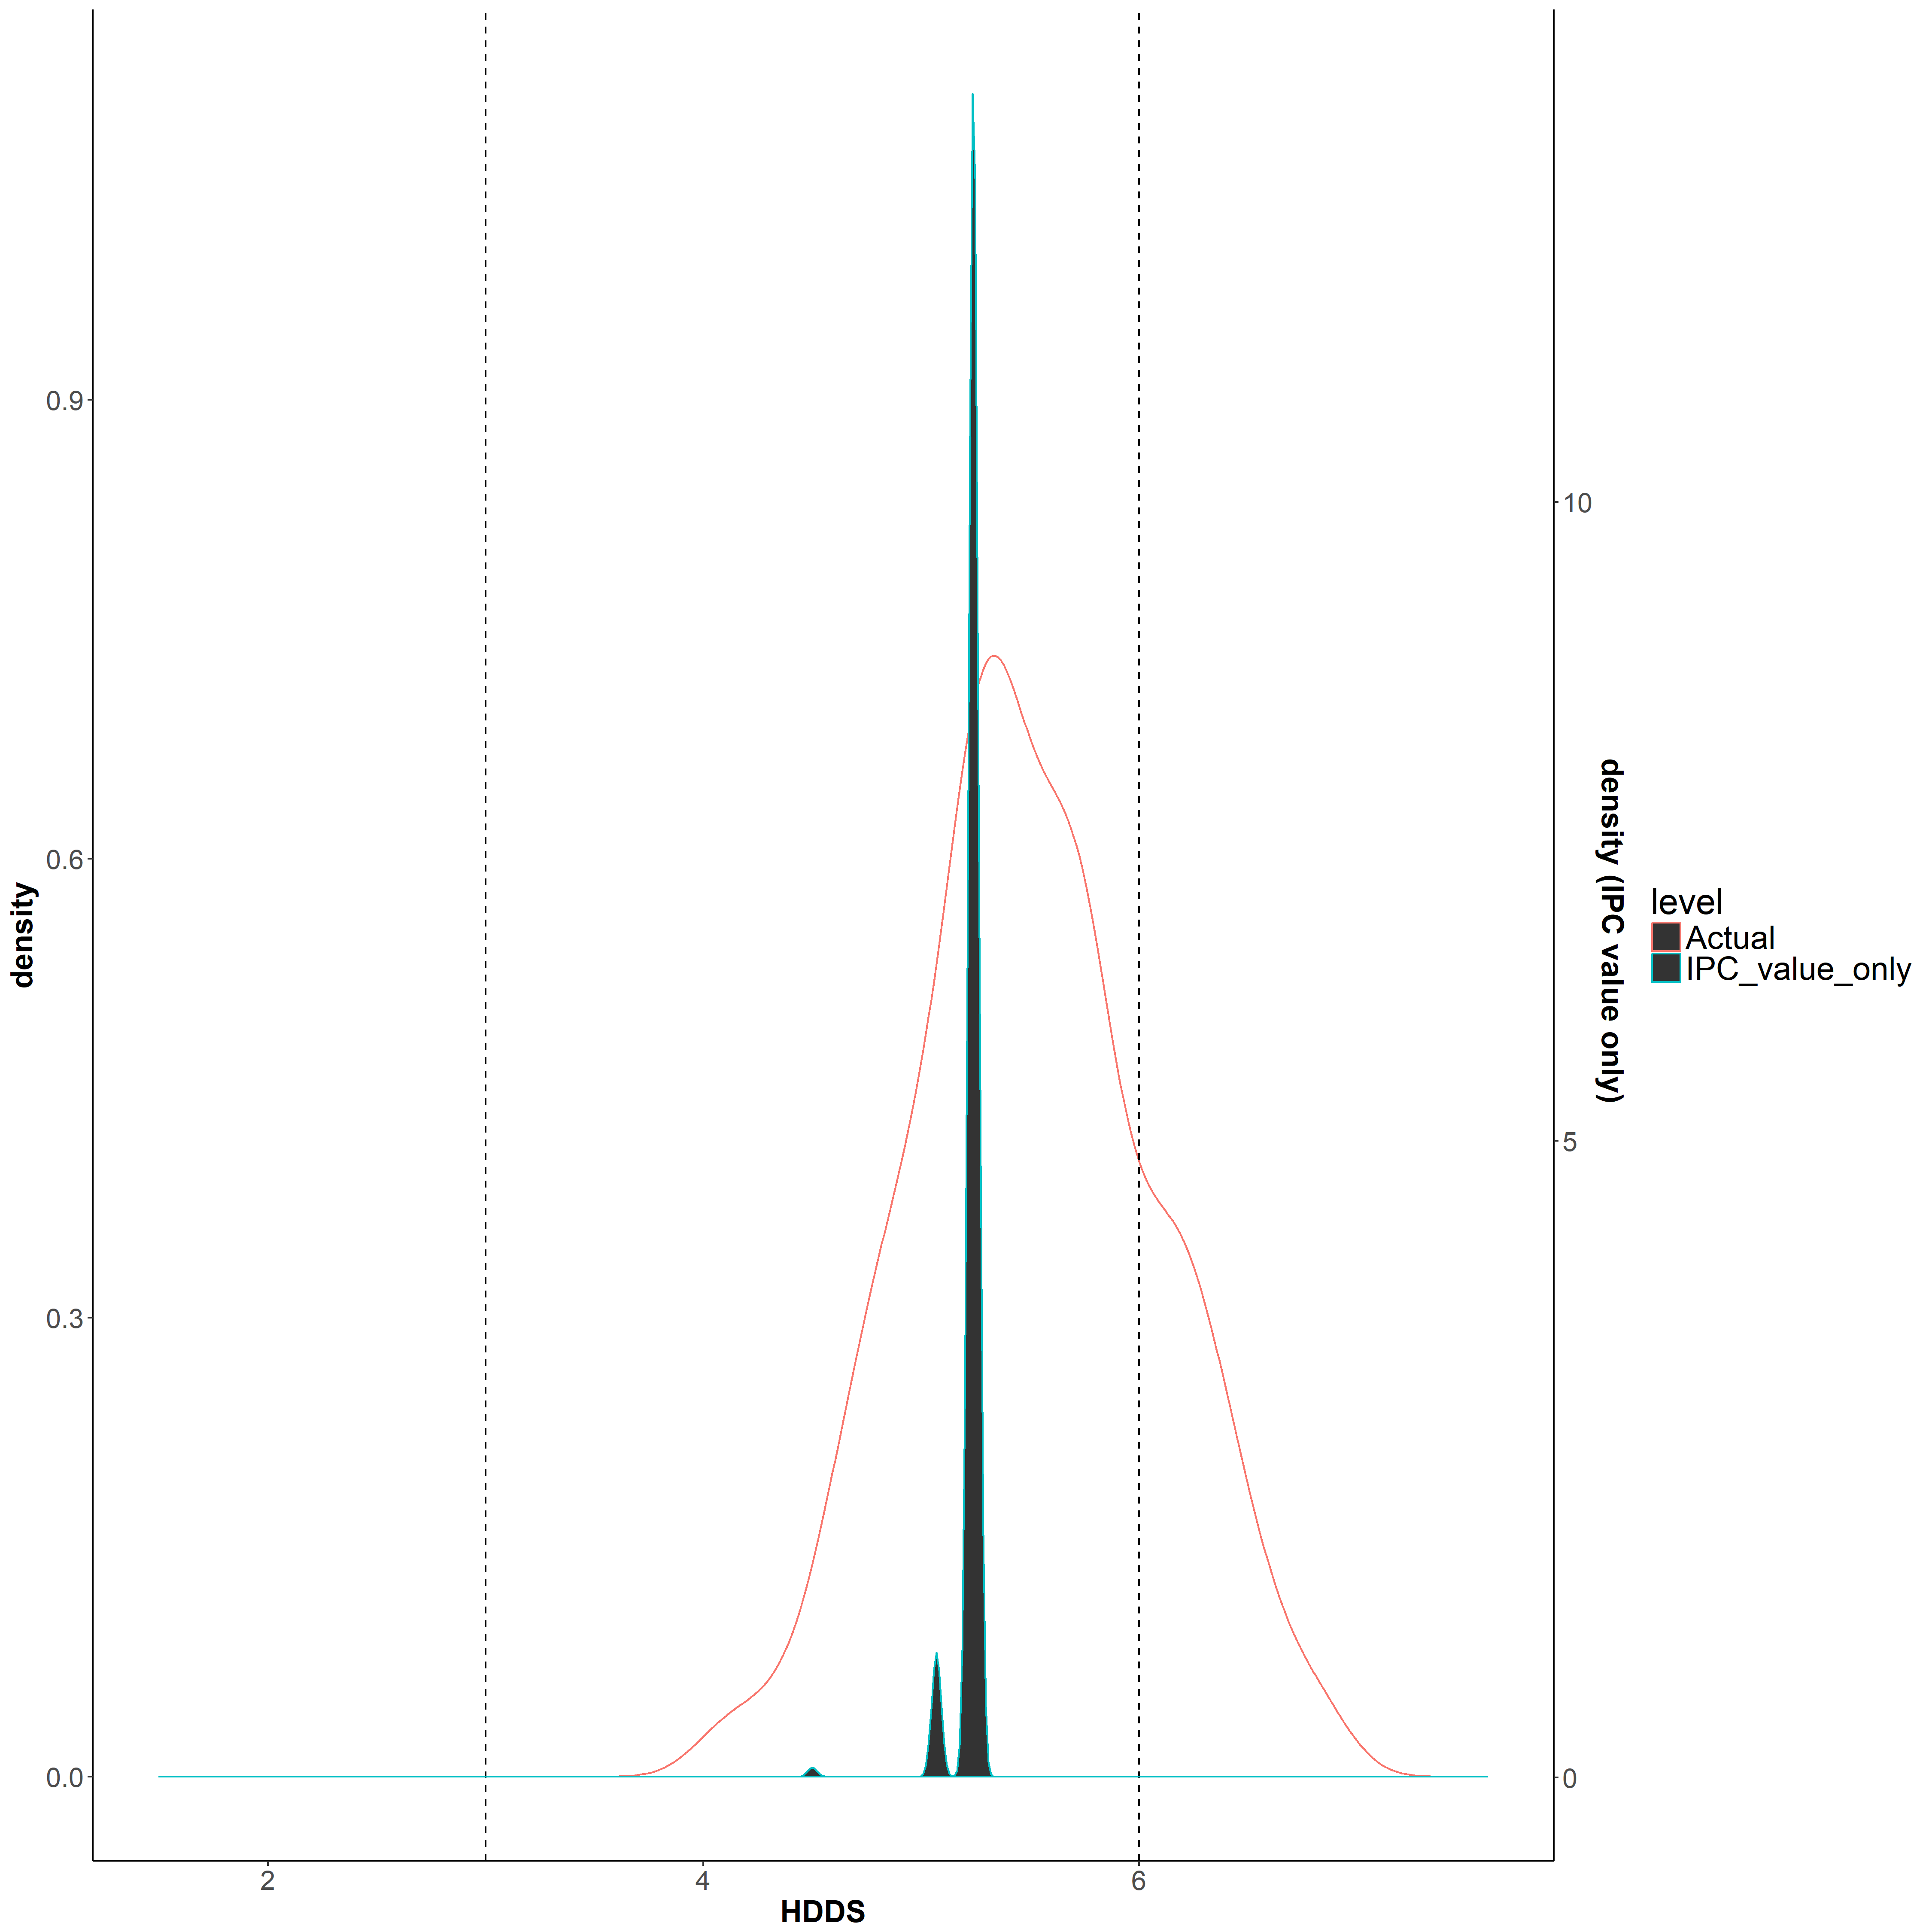 density
0.9
0.6
0.3
0.0
2
4
6
HDDS
10
5
0
density (IPC value only)
level
Actual
IPC_value_only